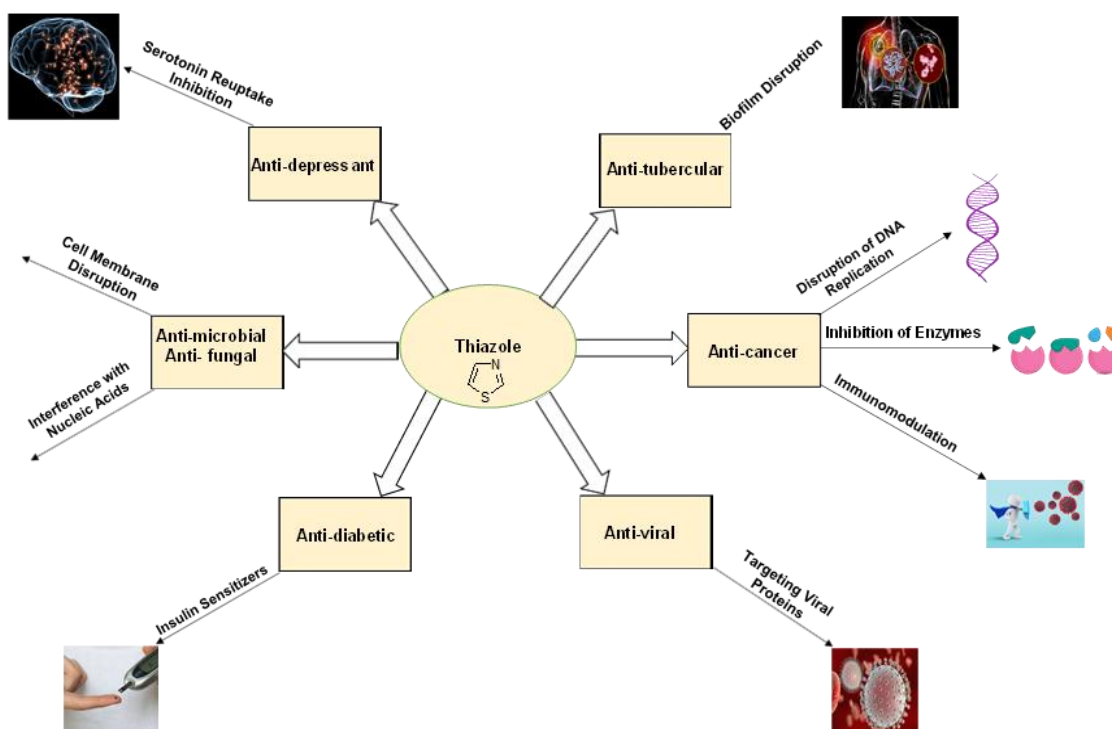 Serotonin Reuptake
Inhibition
Biofilm Disruption
Anti-depressant
Anti-tubercular
Cell Membrane
Disruption
Disruption of DNA
Replication
Anti-microbial
Anti- fungal
Thiazole
N
S
Anti-cancer
Inhibition of Enzymes
Interference with
Nucleic Acids
Immunomodulation
Anti-diabetic
Anti-viral
Insulin Sensitizers
Targeting Viral
Proteins